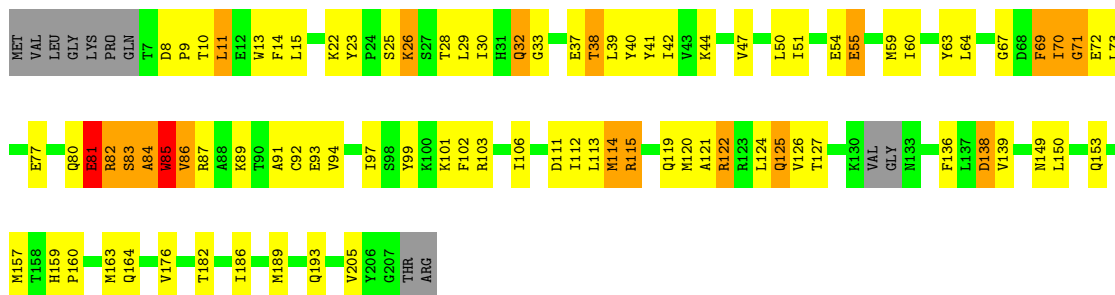 MET VAL LEU GLY LYS PRO GLN T7 D8 P9 T10 L11 E12 W13 F14 L15 K22 Y23 P24 S25 K26 S27 T28 L29 I30 H31 Q32 G33 E37 T38 L39 Y40 Y41 I42 V43 K44 V47 L50 I51 E54 E55 M59 I60 Y63 L64 G67 D68 F69 I70 G71 E72
E77 Q80 E81 R82 S83 A84 W85 V86 R87 A88 K89 T90 A91 C92 E93 V94 I97 S98 Y99 K100 K101 F102 R103 I106 D111 I112 L113 M114 R115 Q119 M120 A121 R122 R123 L124 Q125 V126 T127 K130 VAL GLY N133 F136 L137 D138 V139 N149 L150 Q153
M157 T158 H159 P160 M163 Q164 V176 T182 I186 M189 Q193 V205 Y206 G207 THR ARG